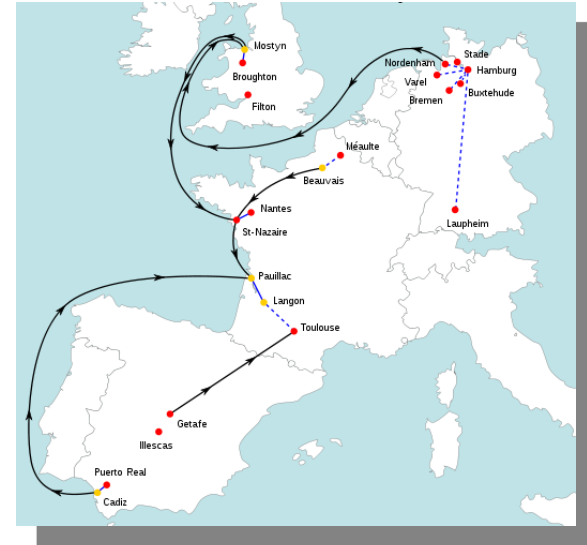 Mostyn
Broughton
Filton
Nordenham
Stade
Hamburg
Varel
Bremen
Buxtehude
Méaulte
Beauvais
Nantes
St-Nazaire
Laupheim
Pauillac
Langon
Toulouse
Getafe
Illescas
Puerto Real
Cadiz